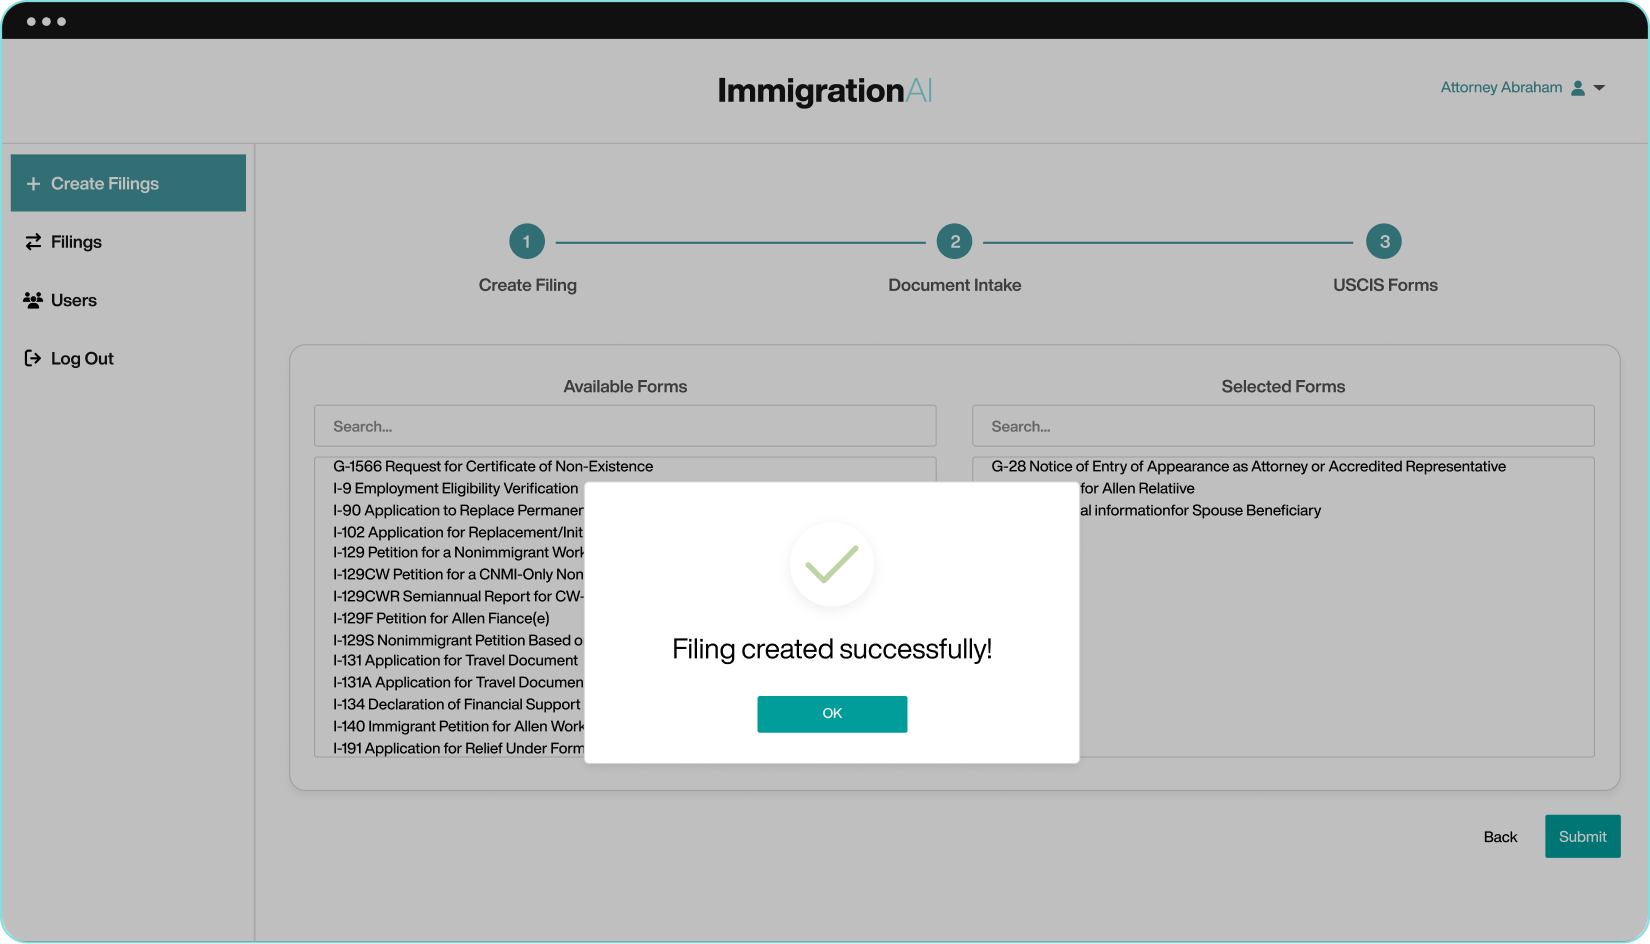 ImmigrationAI
Attorney Abraham
Create Filings
Filings
Users
Log Out
1
2
3
Create Filing
Document Intake
USCIS Forms
Available Forms
Search...
G-1566 Request for Certificate of Non-Existence
I-9 Employment Eligibility Verification
I-90 Application to Replace Permaner
I-102 Application for Replacement/Init
I-129 Petition for a Nonimmigrant Work
I-129CW Petition for a CNMI-Only Non
I-129CWR Semiannual Report for CW-
I-129F Petition for Allen Fiance(e)
I-129S Nonimmigrant Petition Based o
I-131 Application for Travel Document
I-131A Application for Travel Documen
I-134 Declaration of Financial Support
I-140 Immigrant Petition for Allen Work
I-191 Application for Relief Under Form
Selected Forms
Search...
G-28 Notice of Entry of Appearance as Attorney or Accredited Representative
for Allen Relatiive
al informationfor Spouse Beneficiary
Filing created successfully!
OK
Back
Submit